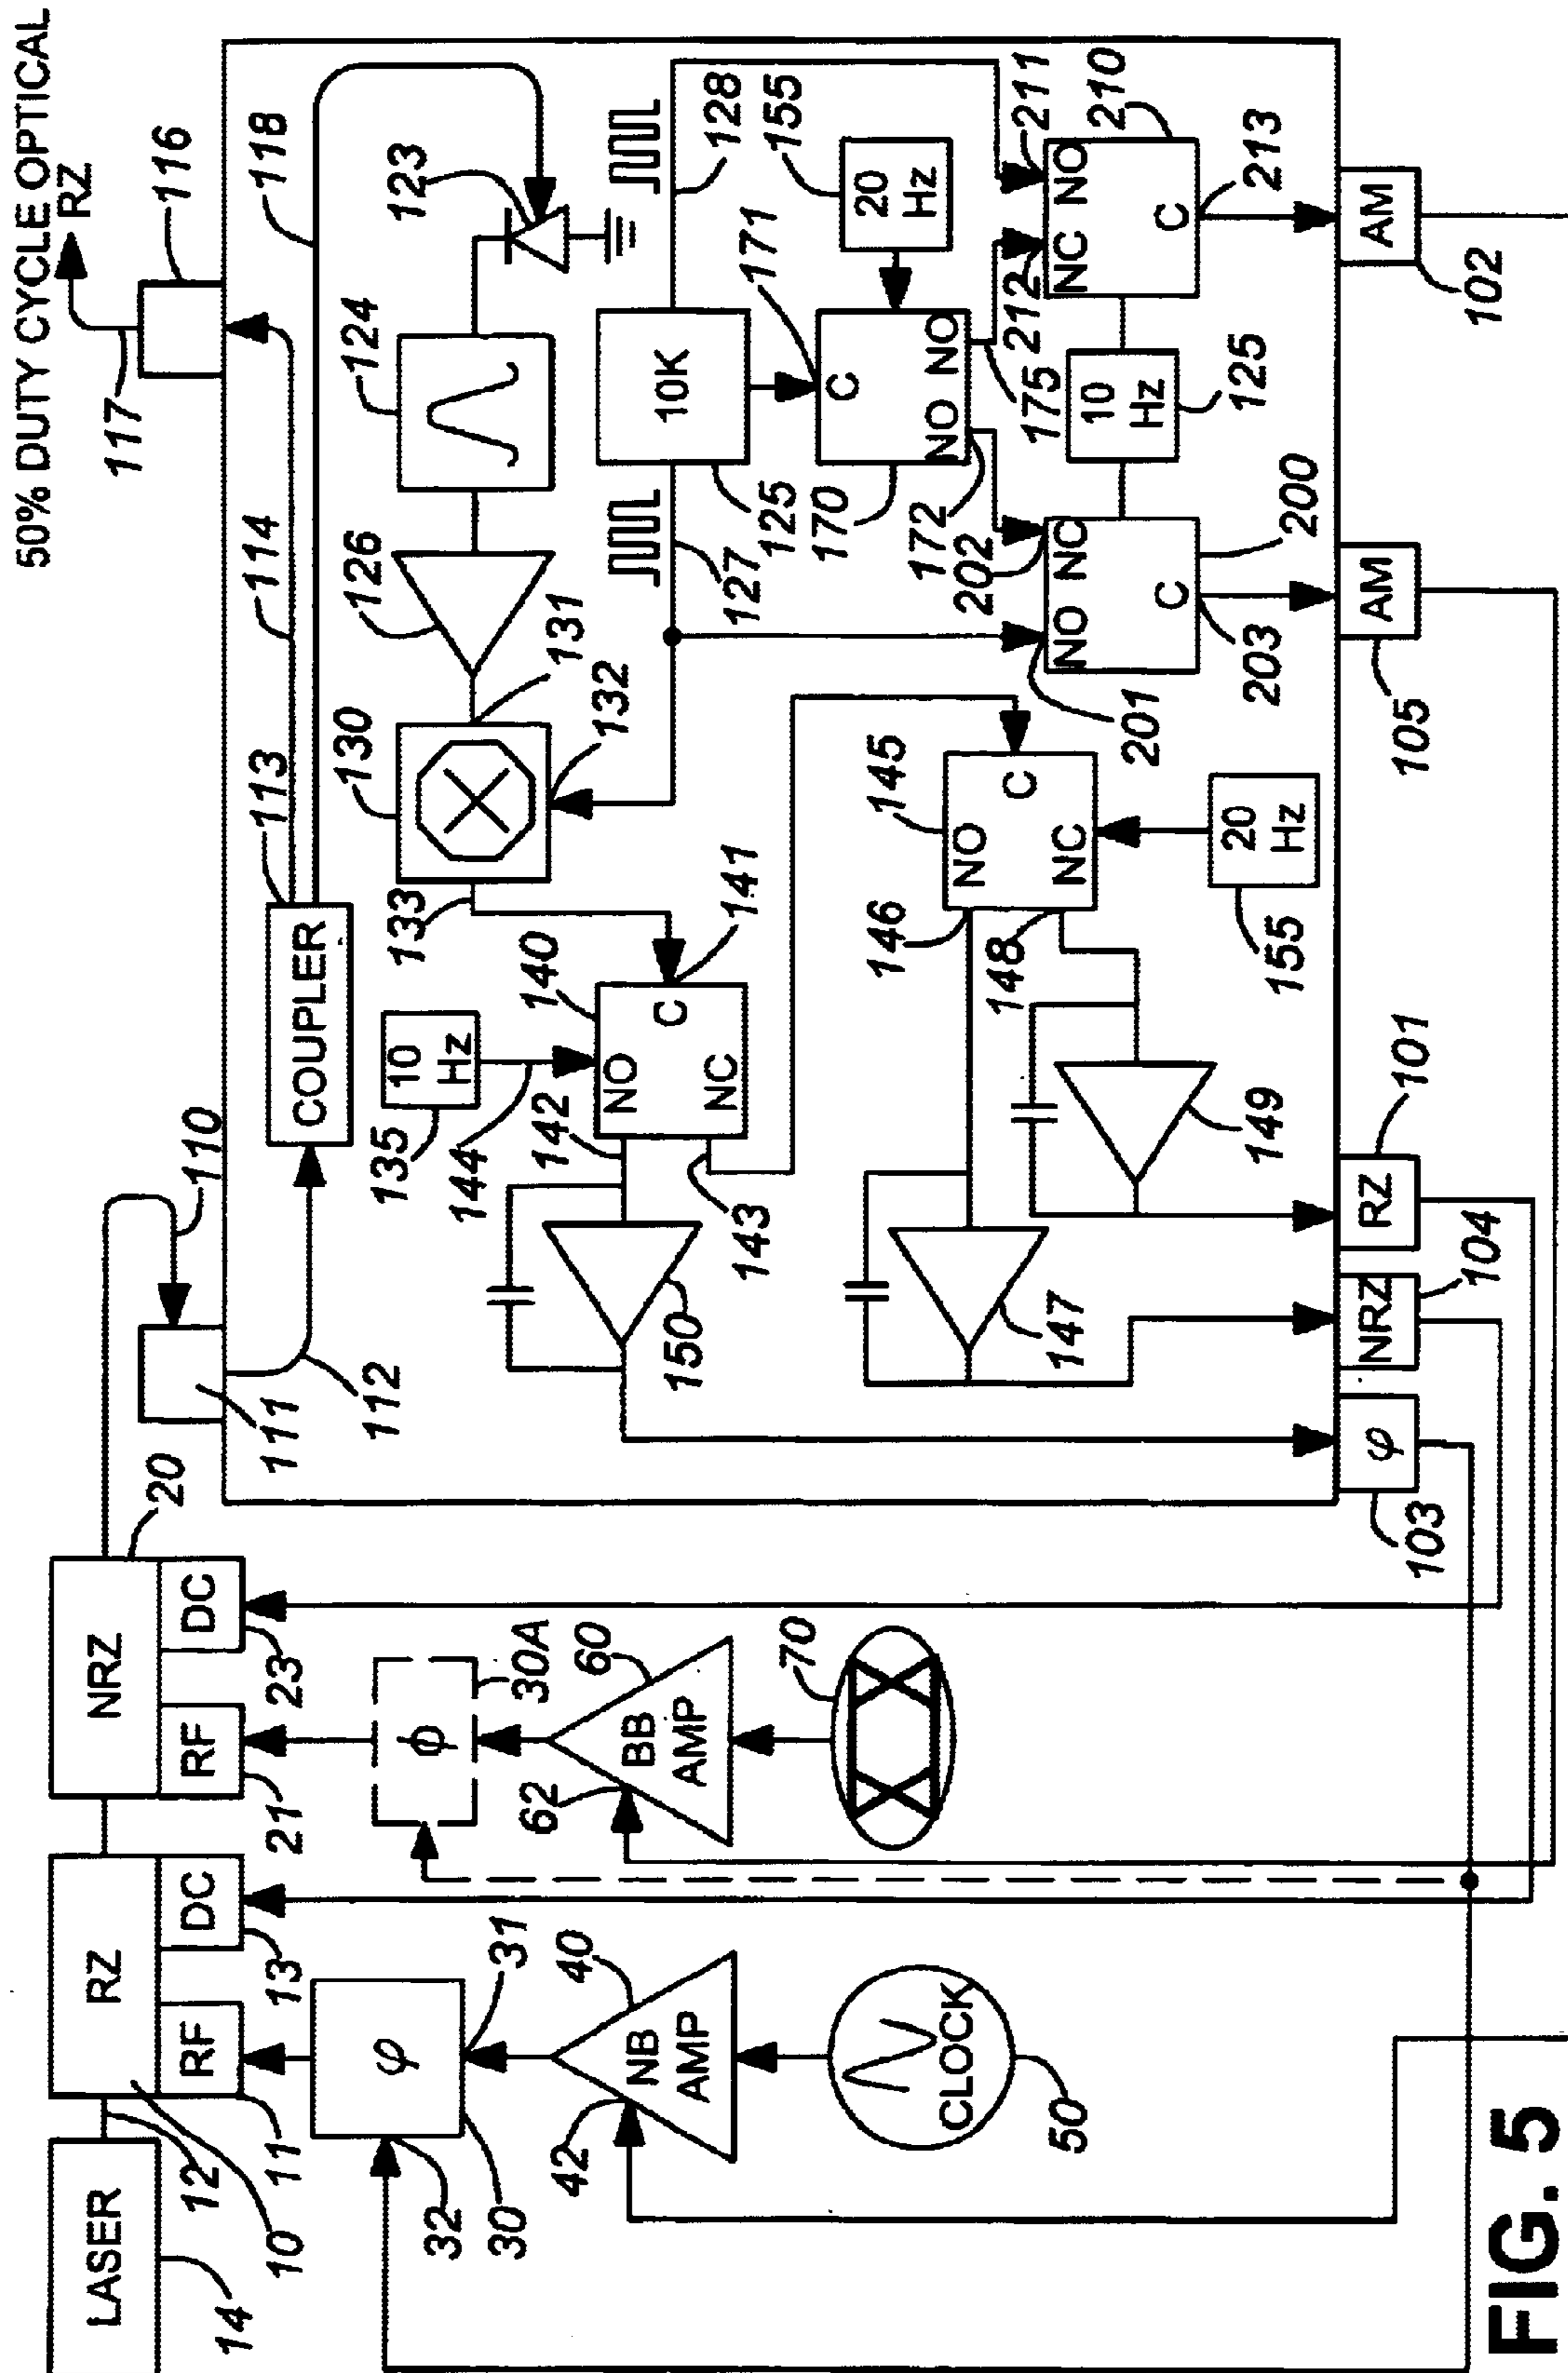 50% DUTY CYCLE OPTICAL
RZ
116
117
118
114
113
COUPLER
110
111
112
20
NRZ
RF
DC
21
23
RZ
RF
DC
11
13
LASER
14
12
10
123
124
126
131
132
130
133
141
140
10
Hz
135
144
142
NO
C
NC
143
150
128
10K
127
125
155
20
Hz
171
C
NO
NO
170
172
175
202
212
211
210
NC
NO
C
213
10
Hz
125
NO
NC
C
200
203
201
145
NO
C
NC
146
148
20
Hz
155
149
147
AM
102
AM
105
RZ
101
NRZ
104
φ
103
ϕ
30A
60
62
BB
AMP
70
φ
31
32
30
40
42
NB
AMP
CLOCK
50
FIG. 5